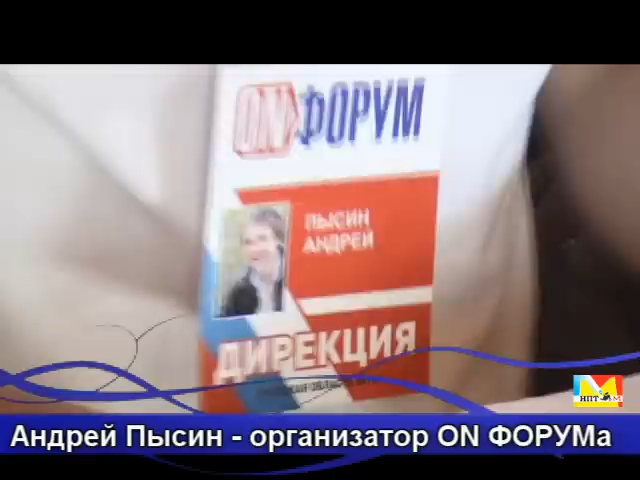 ON ФОРУМ
ПЫСИН
АНДРЕЙ
ДИРЕКЦИЯ
НПТ М
Андрей Пысин - организатор ON ФОРУМа